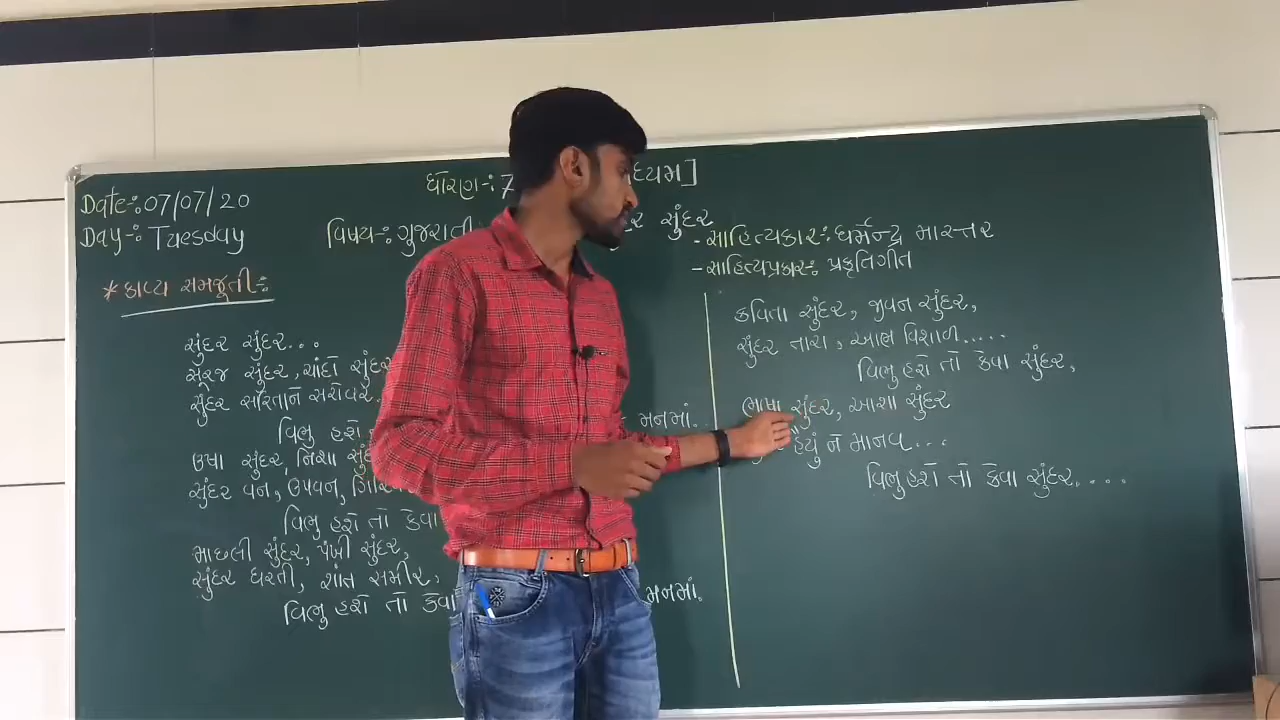 Date-:07/07/20
Day-: Tuesday
ધોરણ-:7
વિષય-: ગુજરાતી
સુંદર
- સાહિત્યકાર: ધર્મેન્દ્ર માસ્તર
- સાહિત્યપ્રકાર-: પ્રકૃતિગીત
* કાવ્ય સમજૂતી-:
સુંદર સુંદર...
સૂરજ સુંદર, ચાંદો સુંદર
સુંદર સરિતાને સરોવર
વિભુ હશે મનમાં.
ઉષા સુંદર, નિશા
સુંદર વન, ઉપવન,
વિભુ હશે તો કેવા
માછલી સુંદર, પંખી સુંદર,
સુંદર ધરતી, શાંત સમીર,
વિભુ હશે તો કેવા મનમાં.
કવિતા સુંદર, જીવન સુંદર,
સુંદર તારા, આભ વિશાળ.....
વિભુ હશે તો કેવા સુંદર,
ભાષા સુંદર, આશા સુંદર
હૈયું ને માનવ...
વિભુ હશે તો કેવા સુંદર....